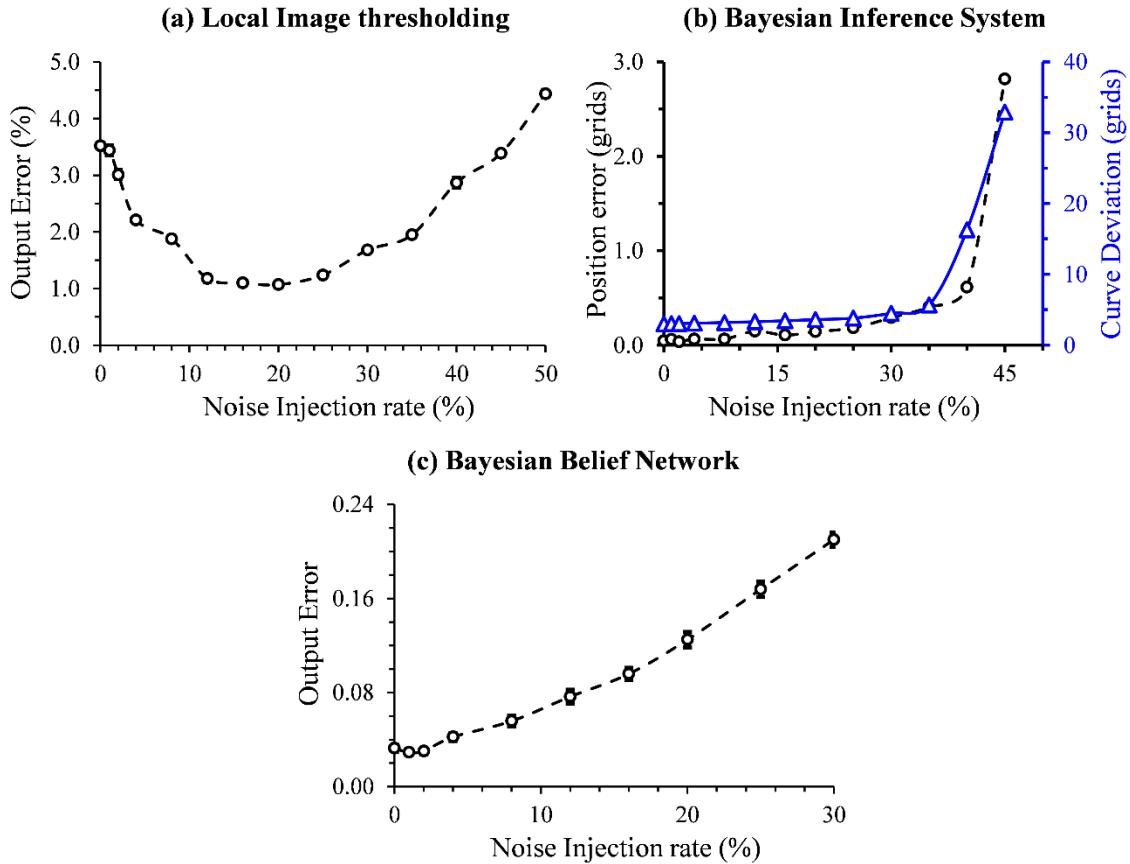 (a) Local Image thresholding
Output Error (%)
5.0
4.0
3.0
2.0
1.0
0.0
0 10 20 30 40 50
Noise Injection rate (%)
(b) Bayesian Inference System
Position error (grids)
3.0
2.0
1.0
0.0
40
30
20
10
0
Curve Deviation (grids)
0 15 30 45
Noise Injection rate (%)
(c) Bayesian Belief Network
Output Error
0.24
0.16
0.08
0.00
0 10 20 30
Noise Injection rate (%)